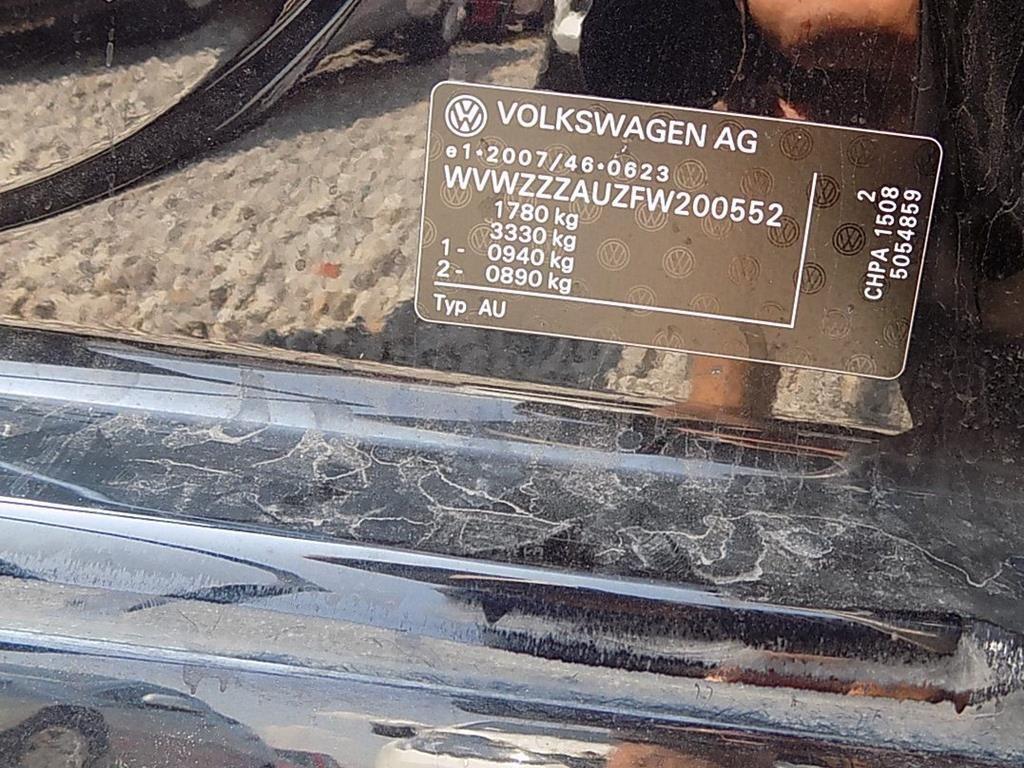 VOLKSWAGEN AG
e1*2007/46*0623
WVWZZZAUZFW200552
1780 kg
3330 kg
1- 0940 kg
2- 0890 kg
Typ AU
2
CHPA 1508
5054859